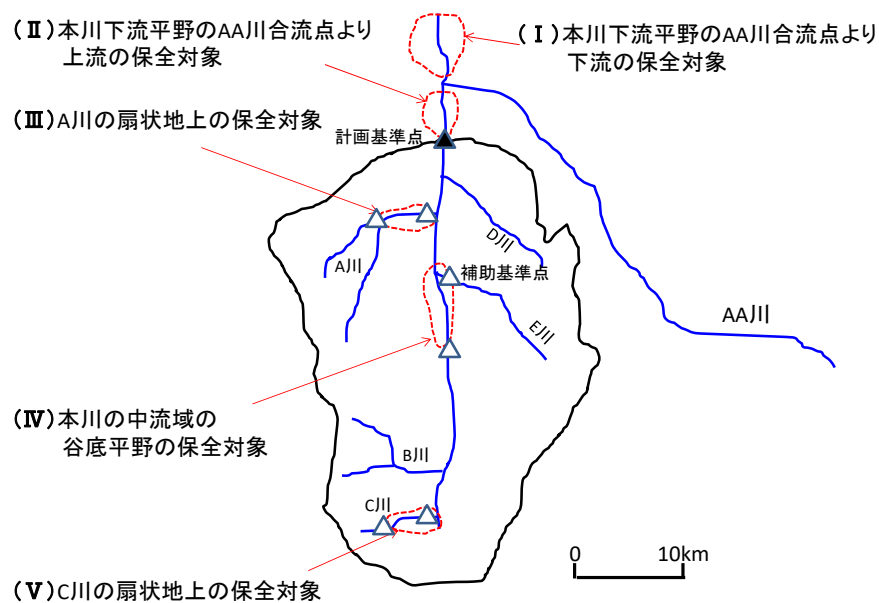 (Ⅱ)本川下流平野のAA川合流点より
上流の保全対象
(Ⅰ)本川下流平野のAA川合流点より
下流の保全対象
(Ⅲ)A川の扇状地上の保全対象
計画基準点
D川
A川
補助基準点
E川
AA川
(Ⅳ)本川の中流域の
谷底平野の保全対象
B川
C川
0 10km
(Ⅴ)C川の扇状地上の保全対象